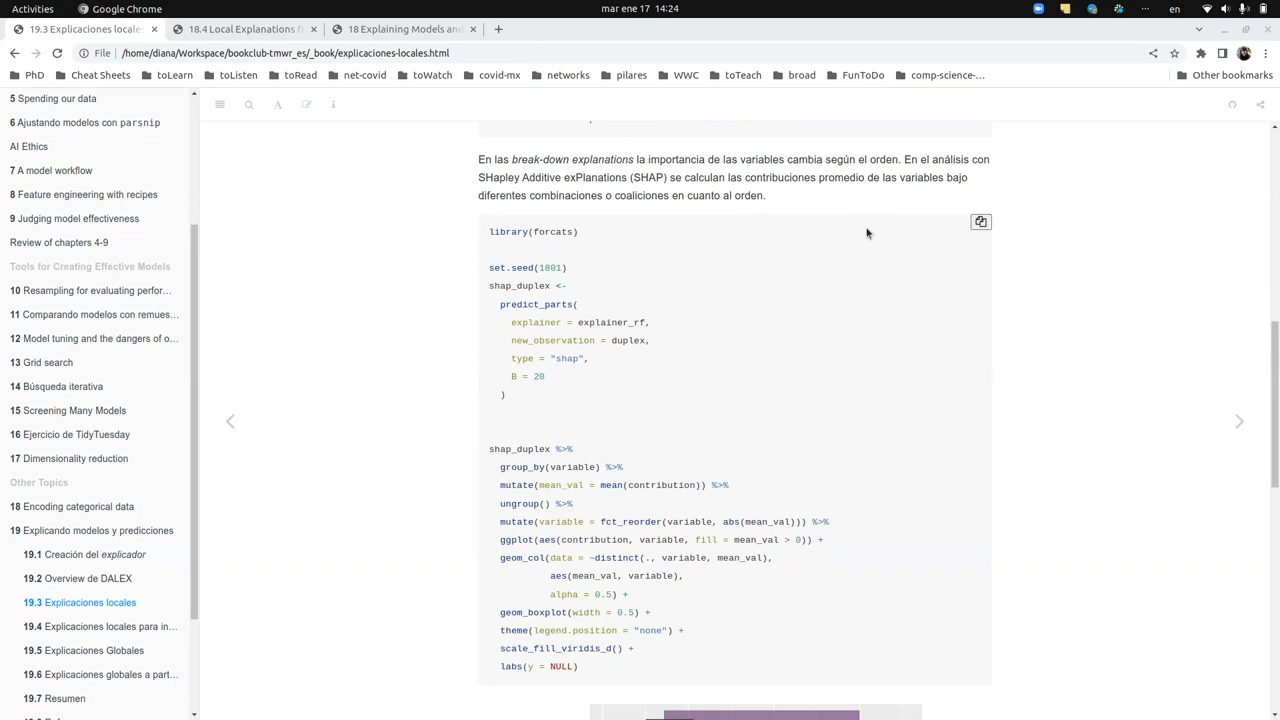 Activities
mar ene 17 14:24
19.3 Explicaciones locales
18.4 Local Explanations f
18 Explaining Models and
File
/home/diana/Workspace/bookclub-tmwr_es/_book/explicaciones-locales.html
PhD
Cheat Sheets
toLearn
toListen
toRead
net-covid
toWatch
covid-mx
networks
pilares
WWC
toTeach
broad
FunToDo
comp-science-…
Other bookmarks
5 Spending our data
6 Ajustando modelos con parsnip
AI Ethics
7 A model workflow
8 Feature engineering with recipes
9 Judging model effectiveness
Review of chapters 4-9
Tools for Creating Effective Models
10 Resampling for evaluating perfor…
11 Comparando modelos con remues…
12 Model tuning and the dangers of o…
13 Grid search
14 Búsqueda iterativa
15 Screening Many Models
16 Ejercicio de TidyTuesday
17 Dimensionality reduction
Other Topics
18 Encoding categorical data
19 Explicando modelos y predicciones
19.1 Creación del explicador
19.2 Overview de DALEX
19.3 Explicaciones locales
19.4 Explicaciones locales para in…
19.5 Explicaciones Globales
19.6 Explicaciones globales a part…
19.7 Resumen
En las break-down explanations la importancia de las variables cambia según el orden. En el análisis con
SHapley Additive exPlanations (SHAP) se calculan las contribuciones promedio de las variables bajo
diferentes combinaciones o coaliciones en cuanto al orden.
library(forcats)
set.seed(1801)
shap_duplex <-
predict_parts(
explainer = explainer_rf,
new_observation = duplex,
type = "shap",
B = 20
)
shap_duplex %>%
group_by(variable) %>%
mutate(mean_val = mean(contribution)) %>%
ungroup() %>%
mutate(variable = fct_reorder(variable, abs(mean_val))) %>%
ggplot(aes(contribution, variable, fill = mean_val > 0)) +
geom_col(data = ~distinct(., variable, mean_val),
aes(mean_val, variable),
alpha = 0.5) +
geom_boxplot(width = 0.5) +
theme(legend.position = "none") +
scale_fill_viridis_d() +
labs(y = NULL)